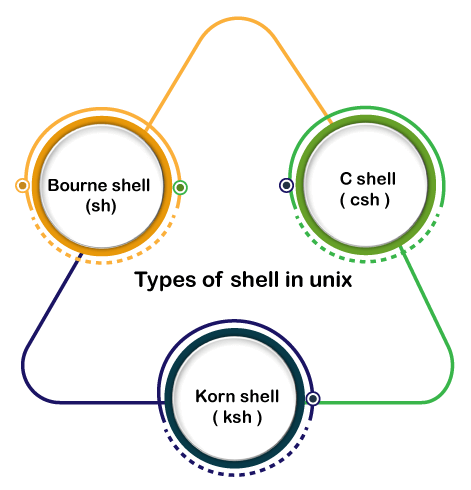 Bourne shell
(sh)
C shell
( csh )
Types of shell in unix
Korn shell
( ksh )